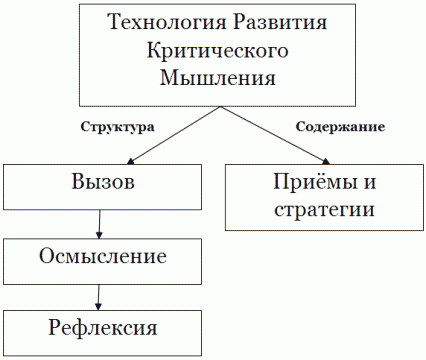 Технология Развития
Критического
Мышления
Структура
Содержание
Вызов
Приёмы и
стратегии
Осмысление
Рефлексия